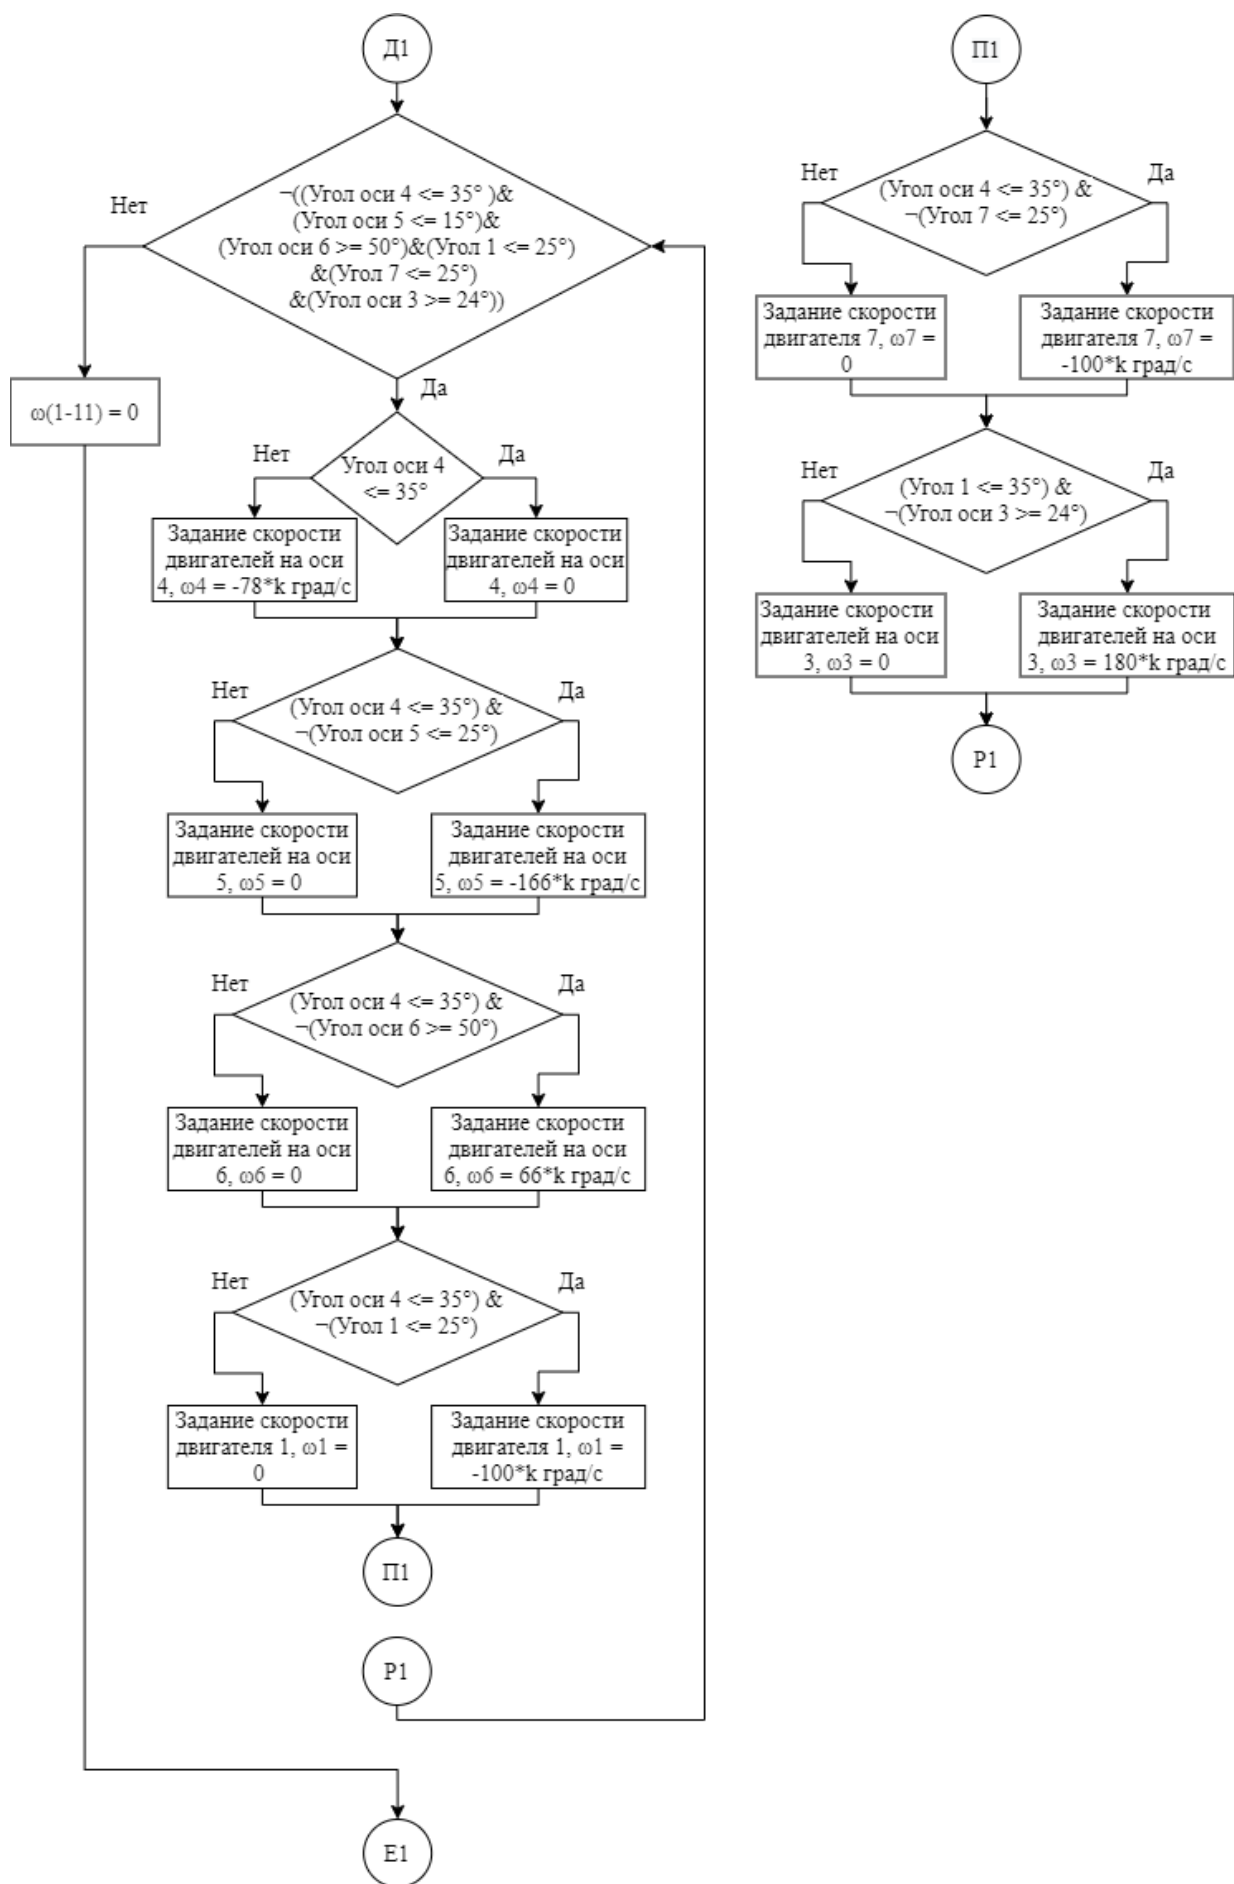 Д1
Нет
¬((Угол оси 4 <= 35° )&
(Угол оси 5 <= 15°)&
(Угол оси 6 >= 50°)&(Угол 1 <= 25°)
&(Угол 7 <= 25°)
&(Угол оси 3 >= 24°))
Да
ω(1-11) = 0
Нет
Угол оси 4
<= 35°
Да
Задание скорости
двигателей на оси
4, ω4 = -78*k град/с
Задание скорости
двигателей на оси
4, ω4 = 0
Нет
(Угол оси 4 <= 35°) &
¬(Угол оси 5 <= 25°)
Да
Задание скорости
двигателей на оси
5, ω5 = 0
Задание скорости
двигателей на оси
5, ω5 = -166*k град/с
Нет
(Угол оси 4 <= 35°) &
¬(Угол оси 6 >= 50°)
Да
Задание скорости
двигателей на оси
6, ω6 = 0
Задание скорости
двигателей на оси
6, ω6 = 66*k град/с
Нет
(Угол оси 4 <= 35°) &
¬(Угол 1 <= 25°)
Да
Задание скорости
двигателя 1, ω1 =
0
Задание скорости
двигателя 1, ω1 =
-100*k град/с
П1
Р1
Е1
П1
Нет
(Угол оси 4 <= 35°) &
¬(Угол 7 <= 25°)
Да
Задание скорости
двигателя 7, ω7 =
0
Задание скорости
двигателя 7, ω7 =
-100*k град/с
Нет
(Угол 1 <= 35°) &
¬(Угол оси 3 >= 24°)
Да
Задание скорости
двигателей на оси
3, ω3 = 0
Задание скорости
двигателей на оси
3, ω3 = 180*k град/с
Р1